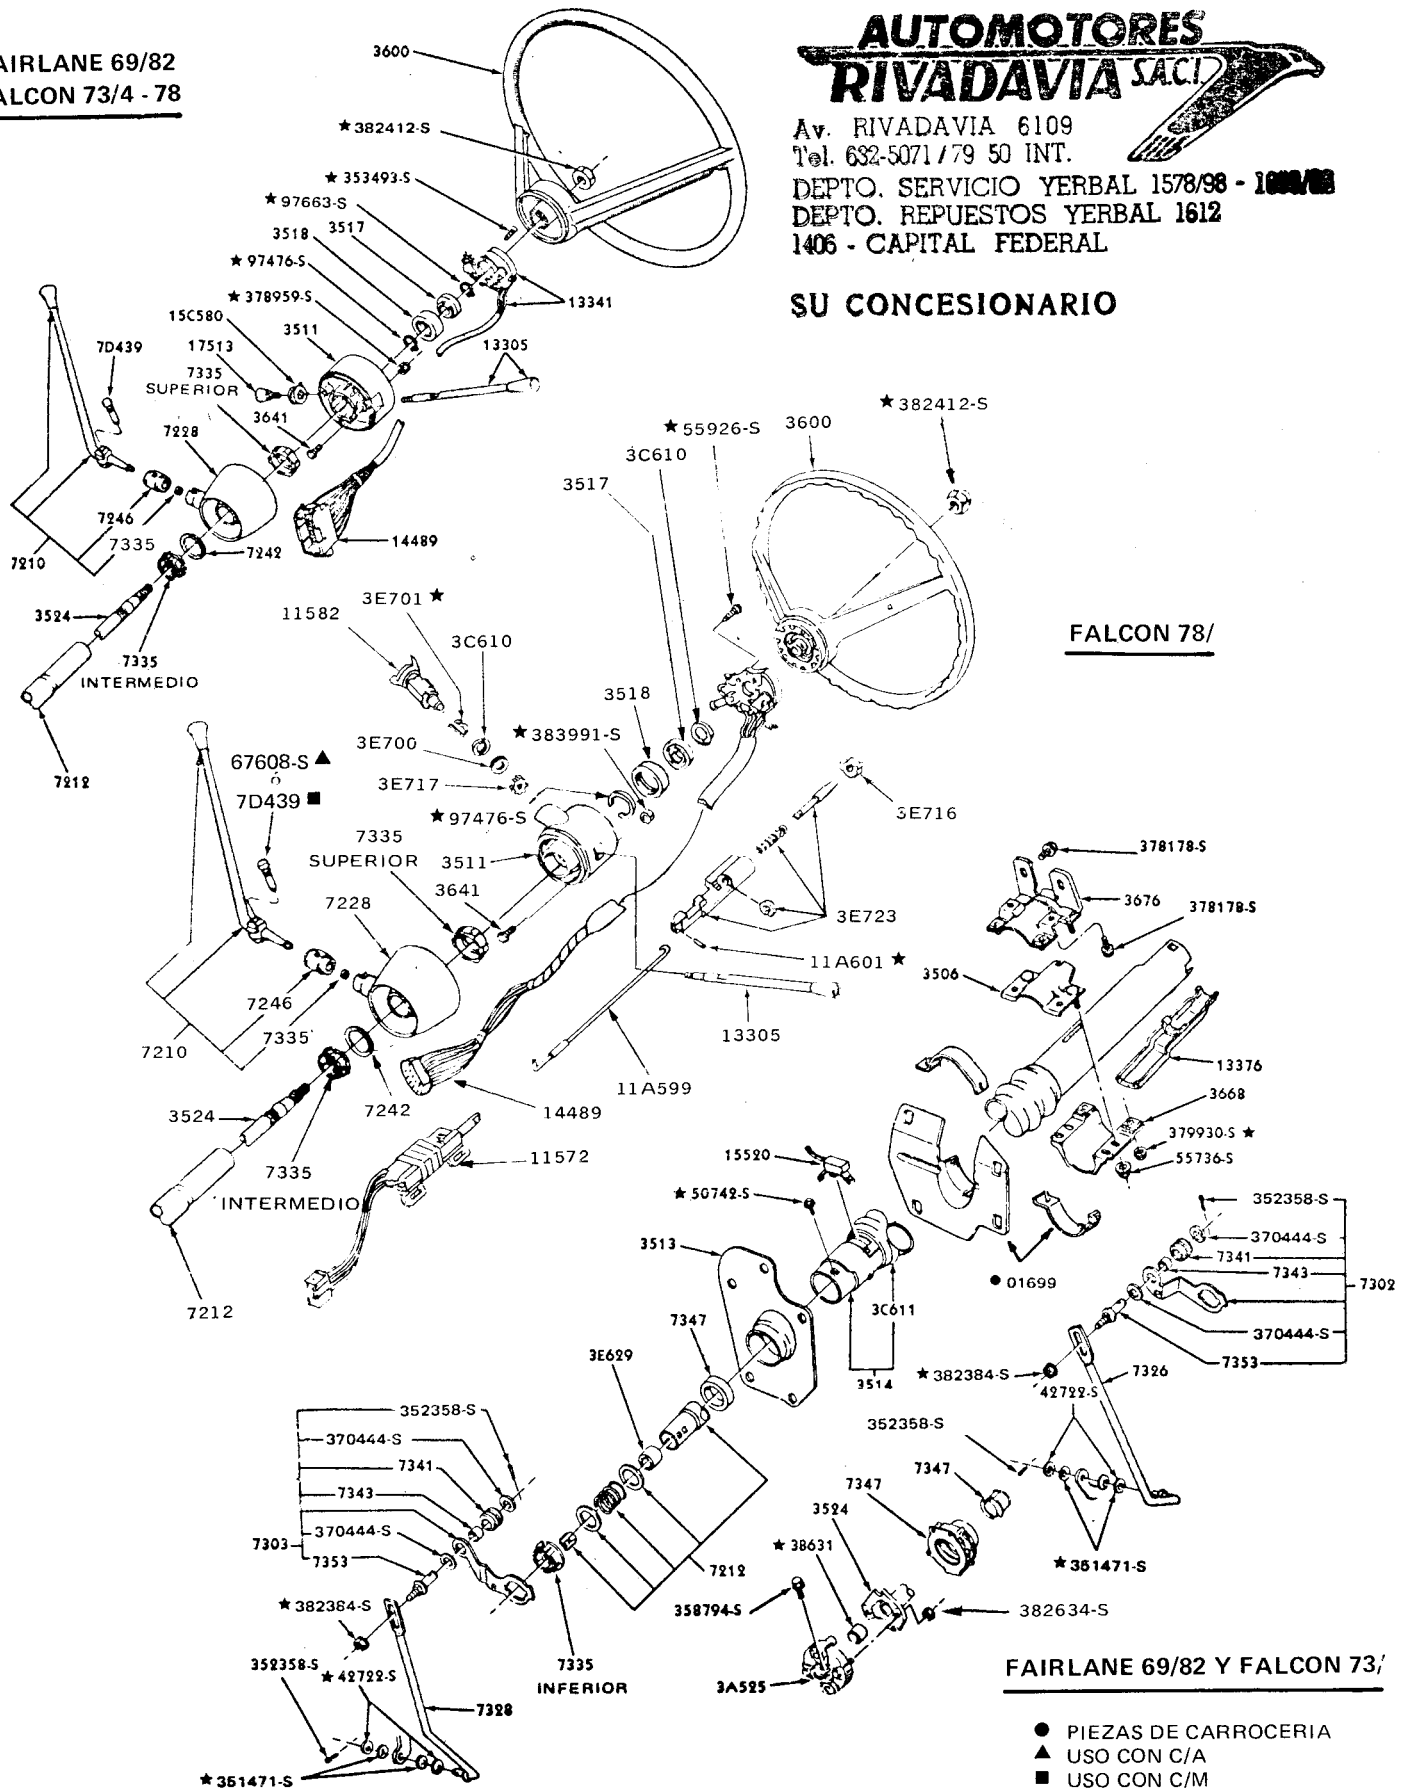 AIRLANE 69/82
ALCON 73/4 - 78
AUTOMOTORES
RIVADAVIA S.A.C.I.
Av. RIVADAVIA 6109
Tel. 632-5071/79 50 INT.
DEPTO. SERVICIO YERBAL 1578/98 -
DEPTO. REPUESTOS YERBAL 1612
1406 - CAPITAL FEDERAL
SU CONCESIONARIO
3600
★ 382412-S
★ 353493-S
★ 97663-S
3518 3517
★ 97476-S
★ 378959-S
15C580
3511
17513
7335
SUPERIOR
3641
7D439
7228
13341
13305
7246
7335
7210
7242
14489
3524
7335
INTERMEDIO
7212
★ 382412-S
3600
★ 55926-S
3C610
3517
FALCON 78/
3E701 ★
11582
3C610
3518
★ 383991-S
3E700
3E717
★ 97476-S
3E716
67608-S ▲
7D439 ■
7335
SUPERIOR
3511
3641
7228
3E723
11A601 ★
13305
7246
7335
7210
7242
14489
11A599
3524
7335
INTERMEDIO
11572
7212
378178-S
3676
378178-S
3506
13376
3668
379930-S ★
55736-S
15520
★ 50742-S
3513
● 01699
3C611
3514
7347
3E629
352358-S
370444-S
7341
7343
7302
370444-S
7353
★ 382384-S
7326
42722-S
352358-S
7347
7347
★ 351471-S
352358-S
370444-S
7341
7343
370444-S
7303
7353
★ 382384-S
352358-S
★ 42722-S
7328
★ 351471-S
7212
7335
INFERIOR
3524
★ 38631
358794-S
382634-S
3A525
FAIRLANE 69/82 Y FALCON 73/
● PIEZAS DE CARROCERIA
▲ USO CON C/A
■ USO CON C/M